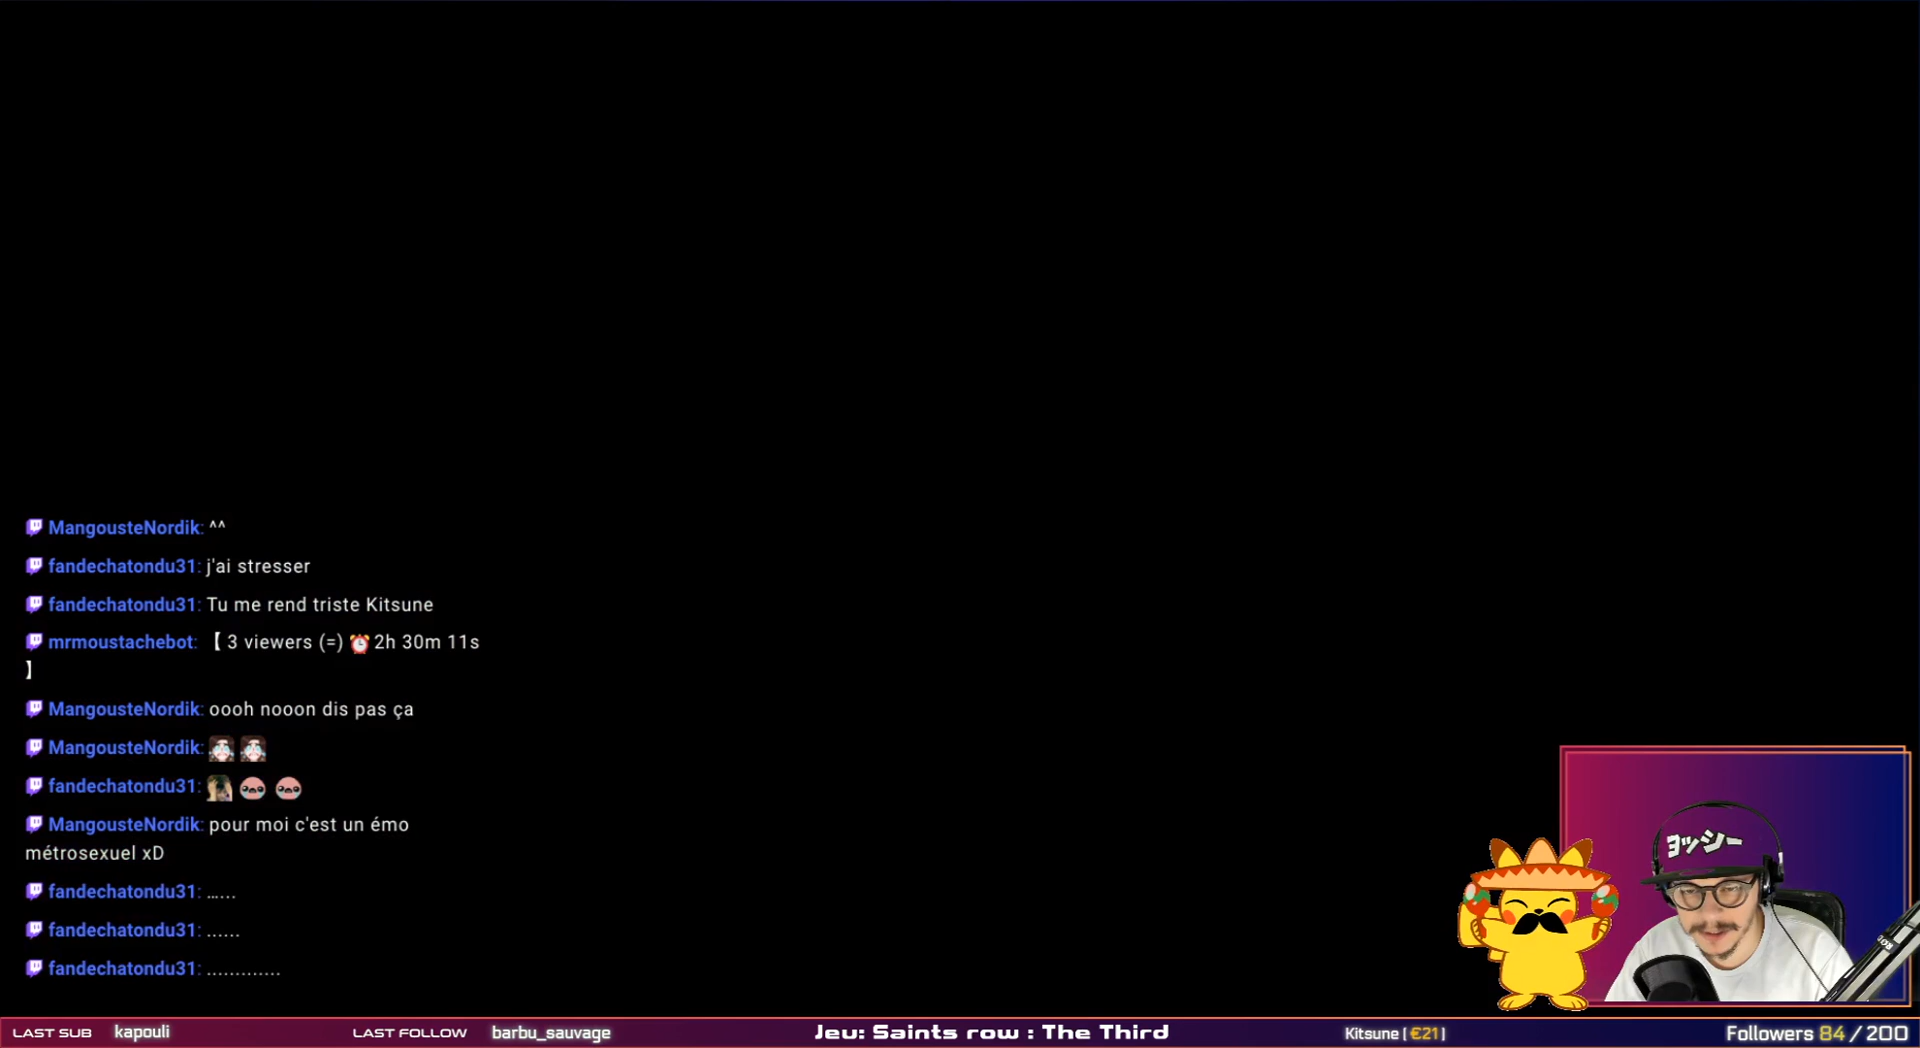 MangousteNordik: ^^
fandechatondu31: j'ai stresser
fandechatondu31: Tu me rend triste Kitsune
mrmoustachebot: 【 3 viewers (=) ⏰ 2h 30m 11s
】
MangousteNordik: oooh nooon dis pas ça
MangousteNordik:
fandechatondu31:
MangousteNordik: pour moi c'est un émo
métrosexuel xD
fandechatondu31: ......
fandechatondu31: ......
fandechatondu31: .............
ヨッシー
LAST SUB kapouli LAST FOLLOW barbu_sauvage Jeu: Saints row : The Third Kitsune [ €21 ] Followers 84 / 200